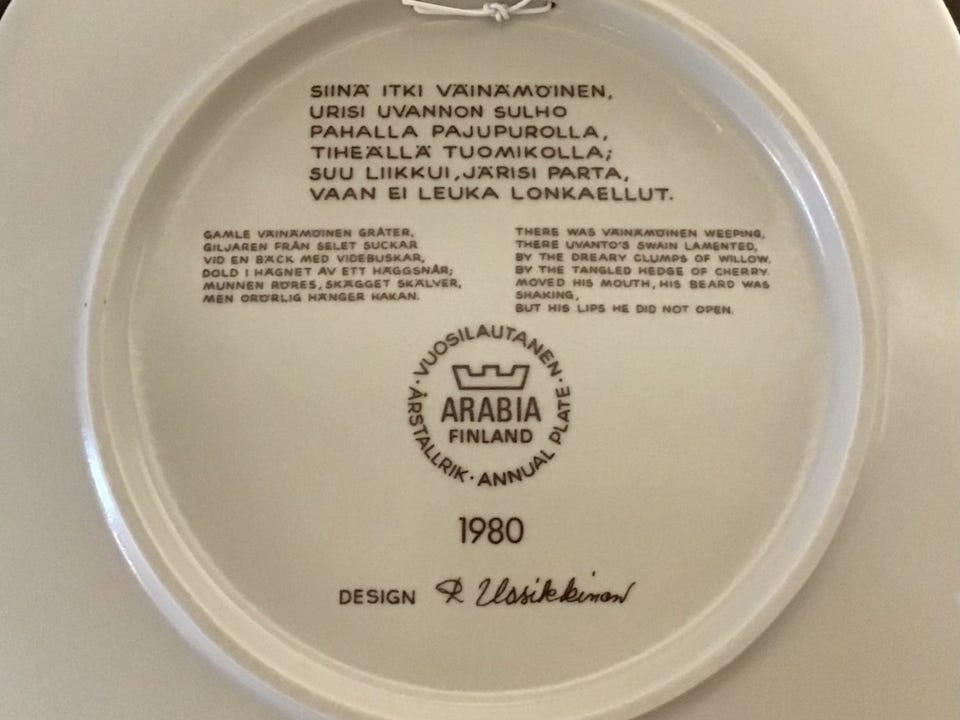 SIINÄ ITKI VÄINÄMÖINEN,
URISI UVANNON SULHO
PAHALLA PAJUPUROLLA,
TIHEÄLLÄ TUOMIKOLLA;
SUU LIIKKUI, JÄRISI PARTA,
VAAN EI LEUKA LONKAELLUT.
GAMLE VÄINÄMÖINEN GRÅTER,
GILJAREN FRÅN SELET SUCKAR
VID EN BÄCK MED VIDEBUSKAR,
DOLD I HÄGNET AV ETT HÄGGSNÅR;
MUNNEN RÖRES, SKÄGGET SKÄLVER,
MEN ORÖRLIG HÄNGER HAKAN.
THERE WAS VÄINÄMÖINEN WEEPING,
THERE UVANTO'S SWAIN LAMENTED,
BY THE DREARY CLUMPS OF WILLOW,
BY THE TANGLED HEDGE OF CHERRY.
MOVED HIS MOUTH, HIS BEARD WAS
SHAKING,
BUT HIS LIPS HE DID NOT OPEN.
VUOSILAUTANEN · ANNUAL PLATE · ÅRSTALLRIK ·
ARABIA
FINLAND
1980
DESIGN R Uosikkinen